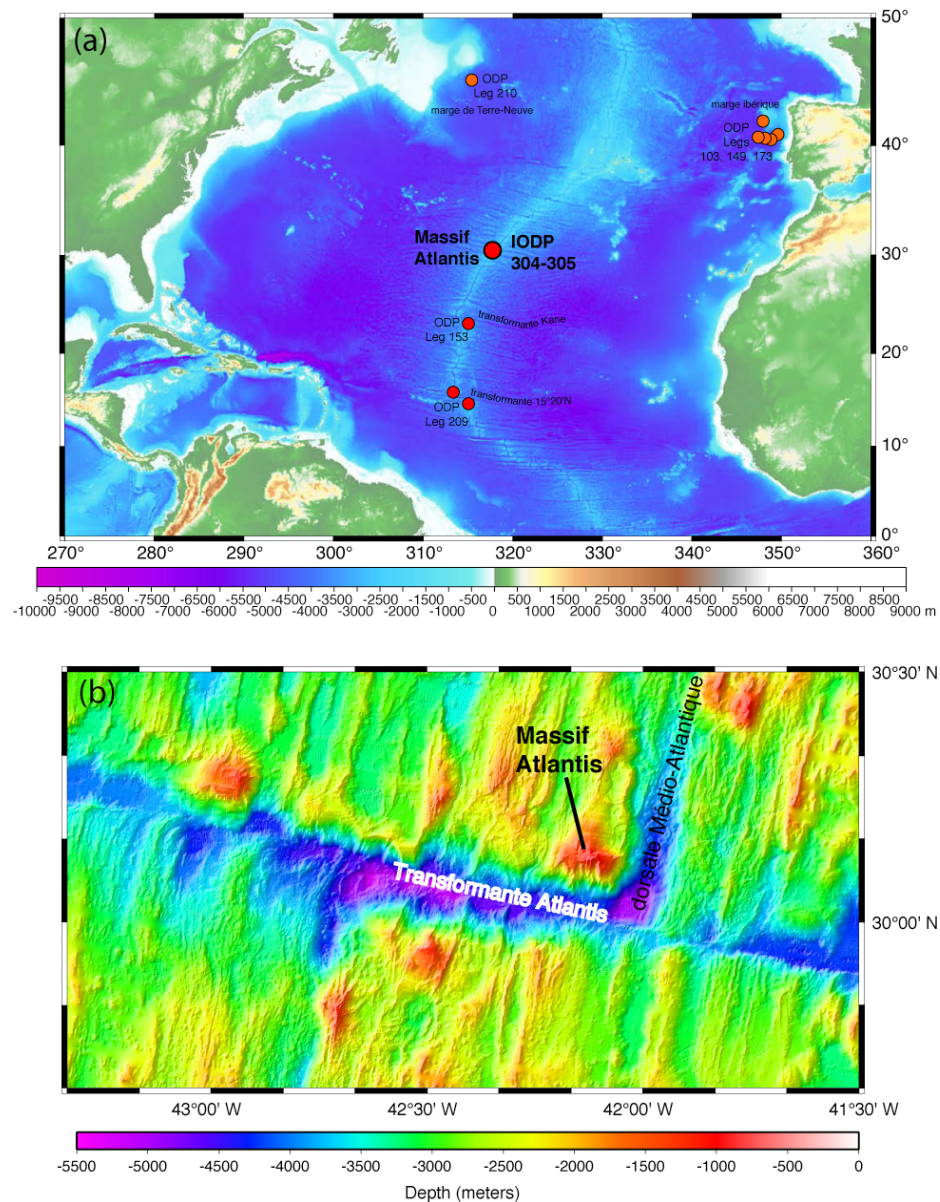 (a)
50°
ODP
Leg 210
marge de Terre-Neuve
marge ibérique
ODP
Legs
103, 149, 173
40°
Massif
Atlantis
IODP
304-305
30°
transformante Kane
ODP
Leg 153
20°
transformante 15°20'N
ODP
Leg 209
10°
0°
270° 280° 290° 300° 310° 320° 330° 340° 350° 360°
-9500 -8500 -7500 -6500 -5500 -4500 -3500 -2500 -1500 -500 500 1500 2500 3500 4500 5500 6500 7500 8500
-10000 -9000 -8000 -7000 -6000 -5000 -4000 -3000 -2000 -1000 0 1000 2000 3000 4000 5000 6000 7000 8000 9000 m
(b)
30°30' N
Massif
Atlantis
dorsale Médio-Atlantique
Transformante Atlantis
30°00' N
43°00' W 42°30' W 42°00' W 41°30' W
-5500 -5000 -4500 -4000 -3500 -3000 -2500 -2000 -1500 -1000 -500 0
Depth (meters)